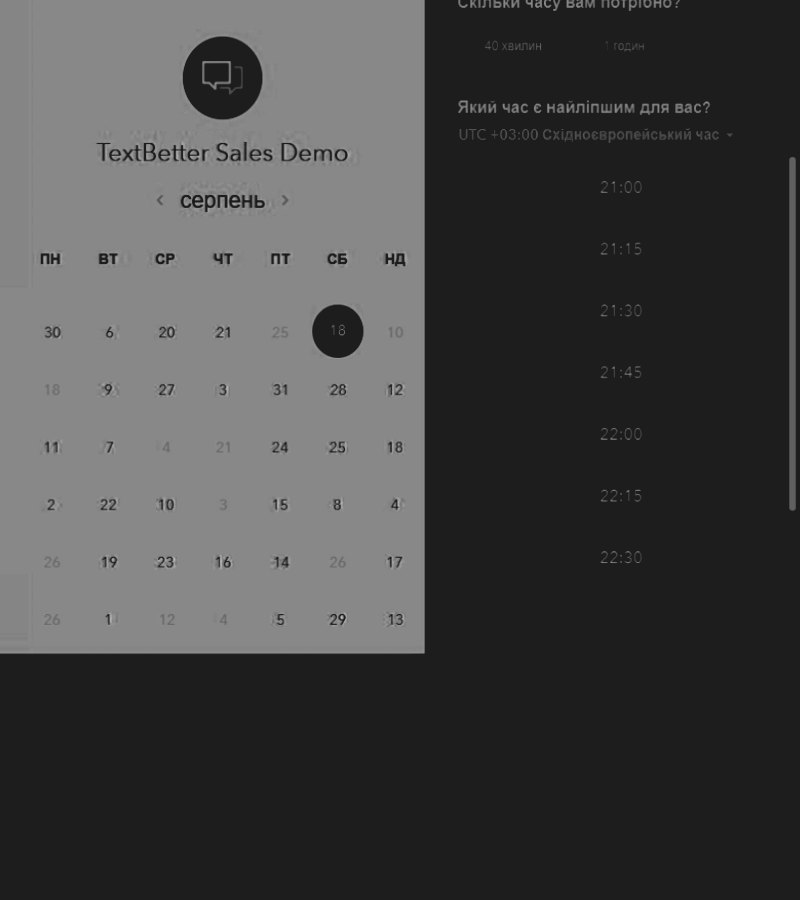 TextBetter Sales Demo
< серпень >
ПН ВТ СР ЧТ ПТ СБ НД
30 6 20 21 25 18 10
18 9 27 3 31 28 12
11 7 4 21 24 25 18
2 22 10 3 15 8 4
26 19 23 16 14 26 17
26 1 12 4 5 29 13
Скільки часу вам потрібно?
40 хвилин 1 годин
Який час є найліпшим для вас?
UTC +03:00 Східноєвропейський час
21:00
21:15
21:30
21:45
22:00
22:15
22:30